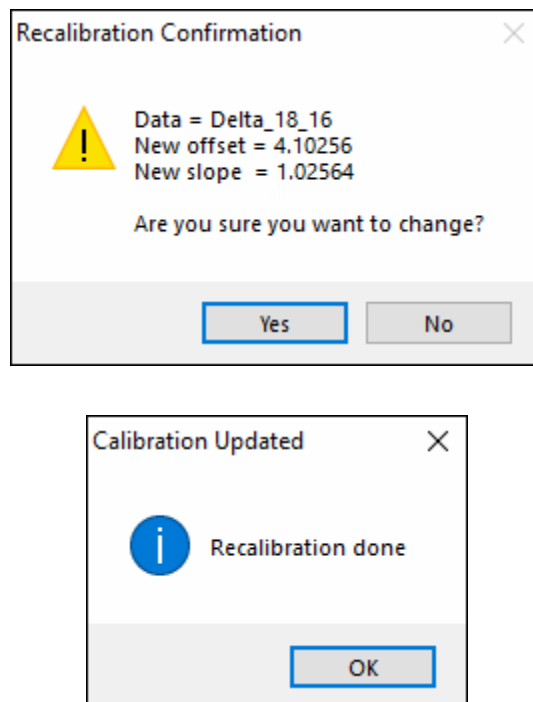 Recalibration Confirmation
Data = Delta_18_16
New offset = 4.10256
New slope = 1.02564
Are you sure you want to change?
Yes No
Calibration Updated
Recalibration done
OK